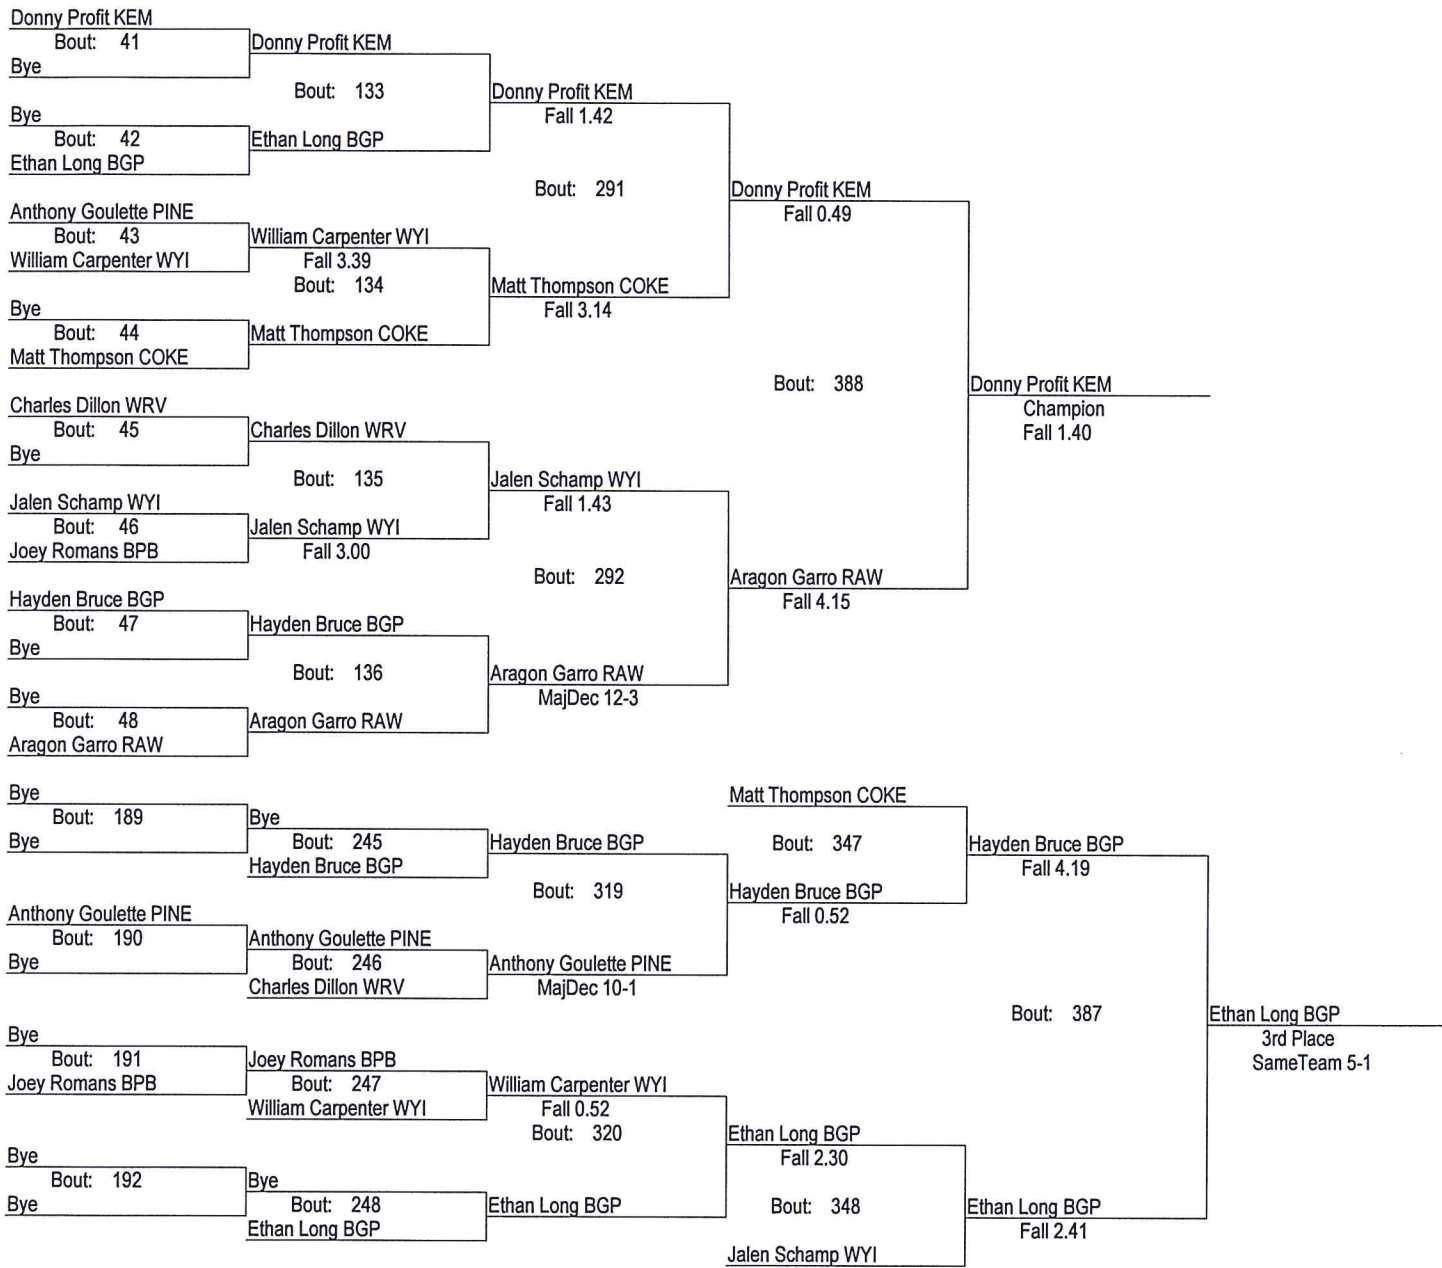 Donny Profit KEM
Bout: 41
Bye
Donny Profit KEM
Bout: 133
Bye
Bout: 42
Ethan Long BGP
Ethan Long BGP
Donny Profit KEM
Fall 1.42
Bout: 291
Anthony Goulette PINE
Bout: 43
William Carpenter WYI
William Carpenter WYI
Fall 3.39
Bout: 134
Bye
Bout: 44
Matt Thompson COKE
Matt Thompson COKE
Matt Thompson COKE
Fall 3.14
Donny Profit KEM
Fall 0.49
Bout: 388
Charles Dillon WRV
Bout: 45
Bye
Charles Dillon WRV
Bout: 135
Jalen Schamp WYI
Bout: 46
Joey Romans BPB
Jalen Schamp WYI
Fall 3.00
Jalen Schamp WYI
Fall 1.43
Bout: 292
Hayden Bruce BGP
Bout: 47
Bye
Hayden Bruce BGP
Bout: 136
Bye
Bout: 48
Aragon Garro RAW
Aragon Garro RAW
Aragon Garro RAW
MajDec 12-3
Aragon Garro RAW
Fall 4.15
Donny Profit KEM
Champion
Fall 1.40
Bye
Bout: 189
Bye
Bye
Bout: 245
Hayden Bruce BGP
Hayden Bruce BGP
Bout: 319
Anthony Goulette PINE
Bout: 190
Bye
Anthony Goulette PINE
Bout: 246
Charles Dillon WRV
Anthony Goulette PINE
MajDec 10-1
Matt Thompson COKE
Bout: 347
Hayden Bruce BGP
Fall 0.52
Hayden Bruce BGP
Fall 4.19
Bout: 387
Bye
Bout: 191
Joey Romans BPB
Joey Romans BPB
Bout: 247
William Carpenter WYI
William Carpenter WYI
Fall 0.52
Bout: 320
Bye
Bout: 192
Bye
Bye
Bout: 248
Ethan Long BGP
Ethan Long BGP
Ethan Long BGP
Fall 2.30
Bout: 348
Jalen Schamp WYI
Ethan Long BGP
Fall 2.41
Ethan Long BGP
3rd Place
SameTeam 5-1